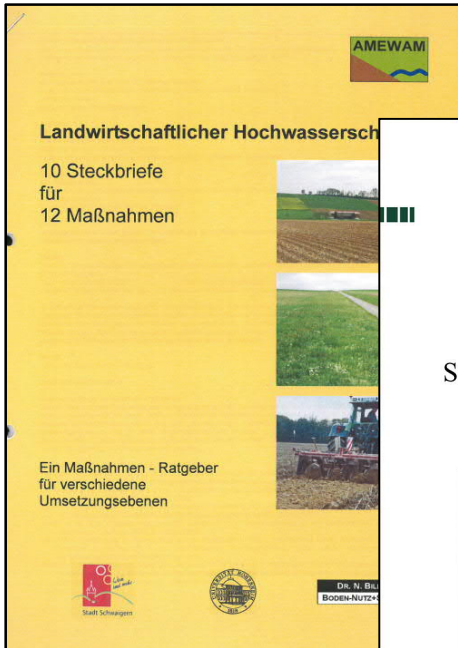 AMEWAM
Landwirtschaftlicher Hochwassersch
10 Steckbriefe
für
12 Maßnahmen
S
Ein Maßnahmen - Ratgeber
für verschiedene
Umsetzungsebenen
Stadt Schwaigern
DR. N. BIL
BODEN-NUTZ+